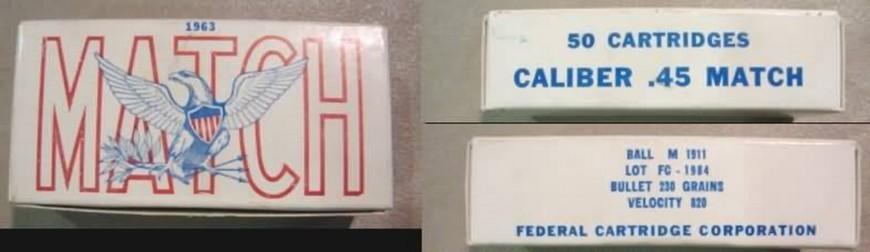 1963
MATCH
50 CARTRIDGES
CALIBER .45 MATCH
BALL M 1911
LOT FC - 1984
BULLET 230 GRAINS
VELOCITY 820
FEDERAL CARTRIDGE CORPORATION